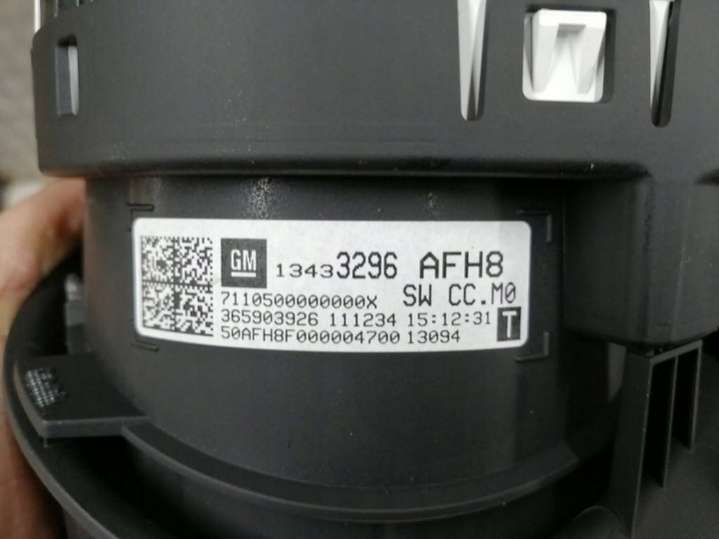 GM 13433296 AFH8
7110500000000X SW CC.M0
365903926 111234 15:12:31 T
50AFH8F000004700 13094